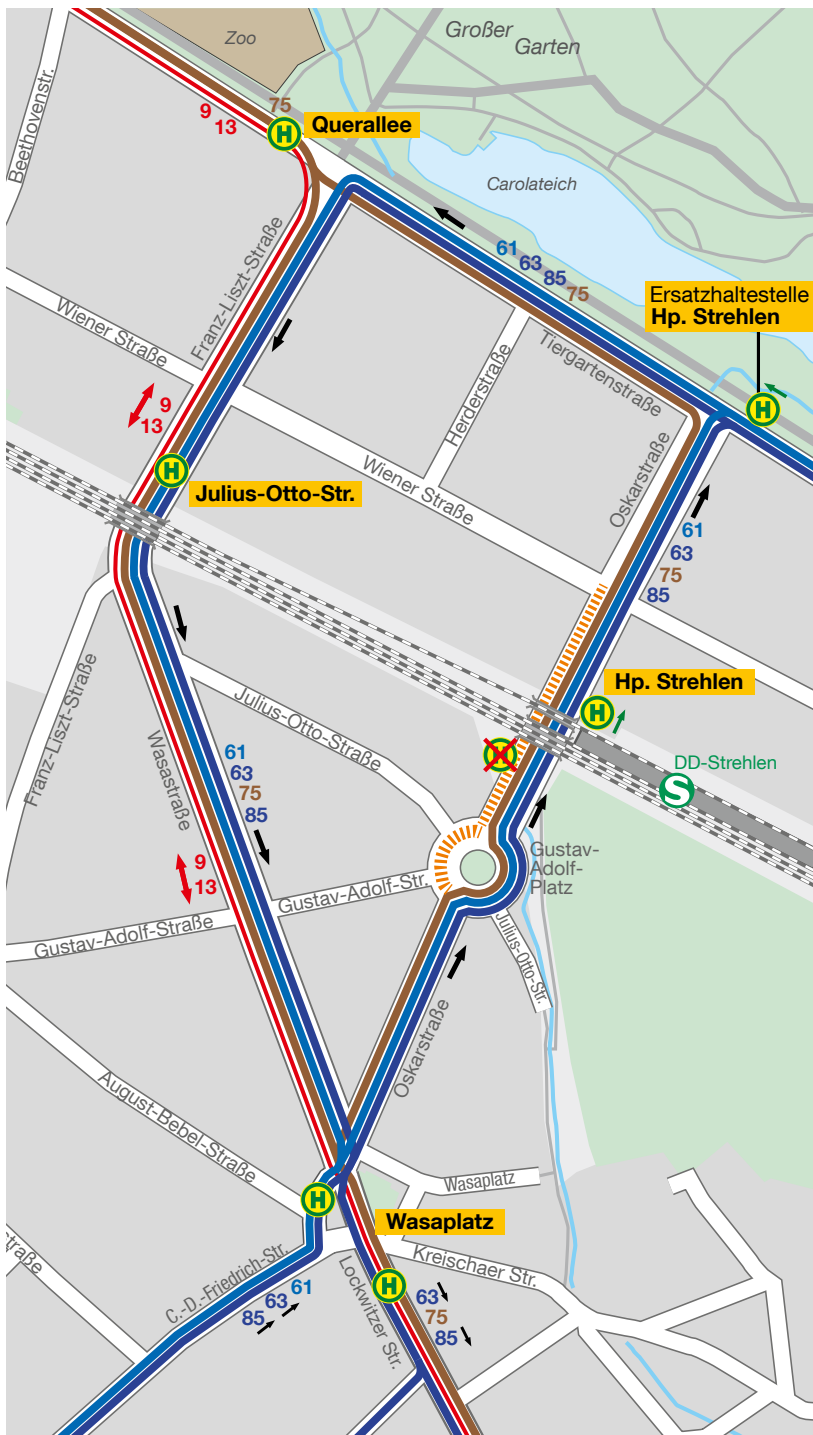 Zoo
Großer
Garten
Beethovenstr.
75
9
13
H
Querallee
Carolateich
61
63
85
75
Ersatzhaltestelle
Hp. Strehlen
H
Franz-Liszt-Straße
Wiener Straße
Herderstraße
Tiergartenstraße
9
13
H
Julius-Otto-Str.
Wiener Straße
Oskarstraße
61
63
75
85
Hp. Strehlen
H
H
DD-Strehlen
S
Franz-Liszt-Straße
Wasastraße
Julius-Otto-Straße
61
63
75
85
Gustav-
Adolf-
Platz
9
13
Gustav-Adolf-Str.
Gustav-Adolf-Straße
Julius-Otto-Str.
Oskarstraße
August-Bebel-Straße
Wasaplatz
H
Wasaplatz
straße
C.-D.-Friedrich-Str.
Kreischaer Str.
Lockwitzer Str.
H
85
63
61
63
75
85